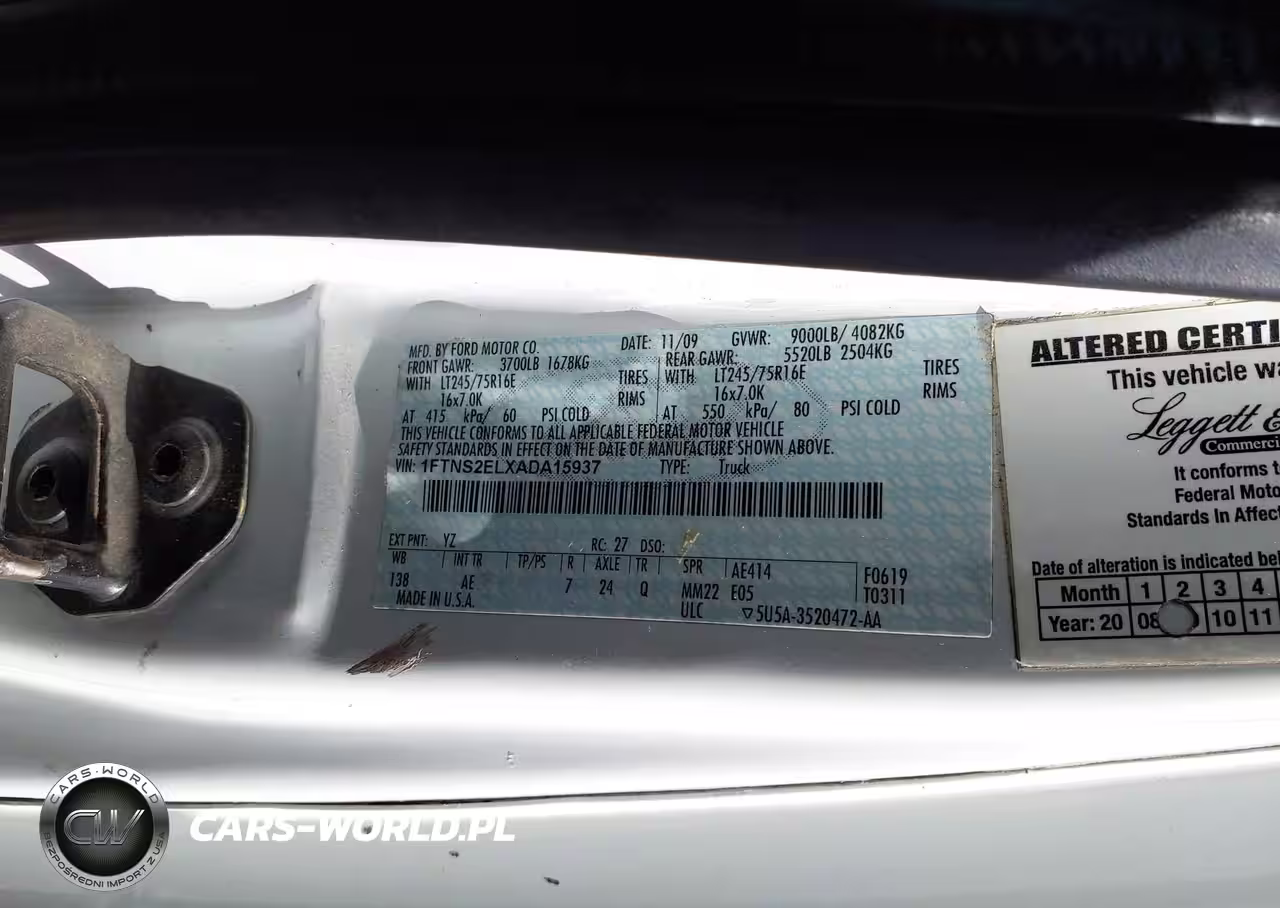 MFD. BY FORD MOTOR CO. DATE: 11/09 GVWR: 9000LB/ 4082KG
FRONT GAWR: 3700LB 1678KG REAR GAWR: 5520LB 2504KG
WITH LT245/75R16E TIRES WITH LT245/75R16E TIRES
16x7.0K RIMS 16x7.0K RIMS
AT 415 kPa/ 60 PSI COLD AT 550 kPa/ 80 PSI COLD
THIS VEHICLE CONFORMS TO ALL APPLICABLE FEDERAL MOTOR VEHICLE
SAFETY STANDARDS IN EFFECT ON THE DATE OF MANUFACTURE SHOWN ABOVE.
VIN: 1FTNS2ELXADA15937 TYPE: Truck
EXT PNT: YZ RC: 27 DSO:
WB INT TR TP/PS R AXLE TR SPR AE414 F0619
138 AE 7 24 Q MM22 E05 T0311
MADE IN U.S.A. ULC ▽5U5A-3520472-AA
ALTERED CERTI
This vehicle wa
Leggett &
Commerci
It conforms t
Federal Moto
Standards In Affect
Date of alteration is indicated bel
Month 1 2 3 4
Year: 20 08 10 11
CARS-WORLD
CW
BEZPOŚREDNI IMPORT Z USA
CARS-WORLD.PL